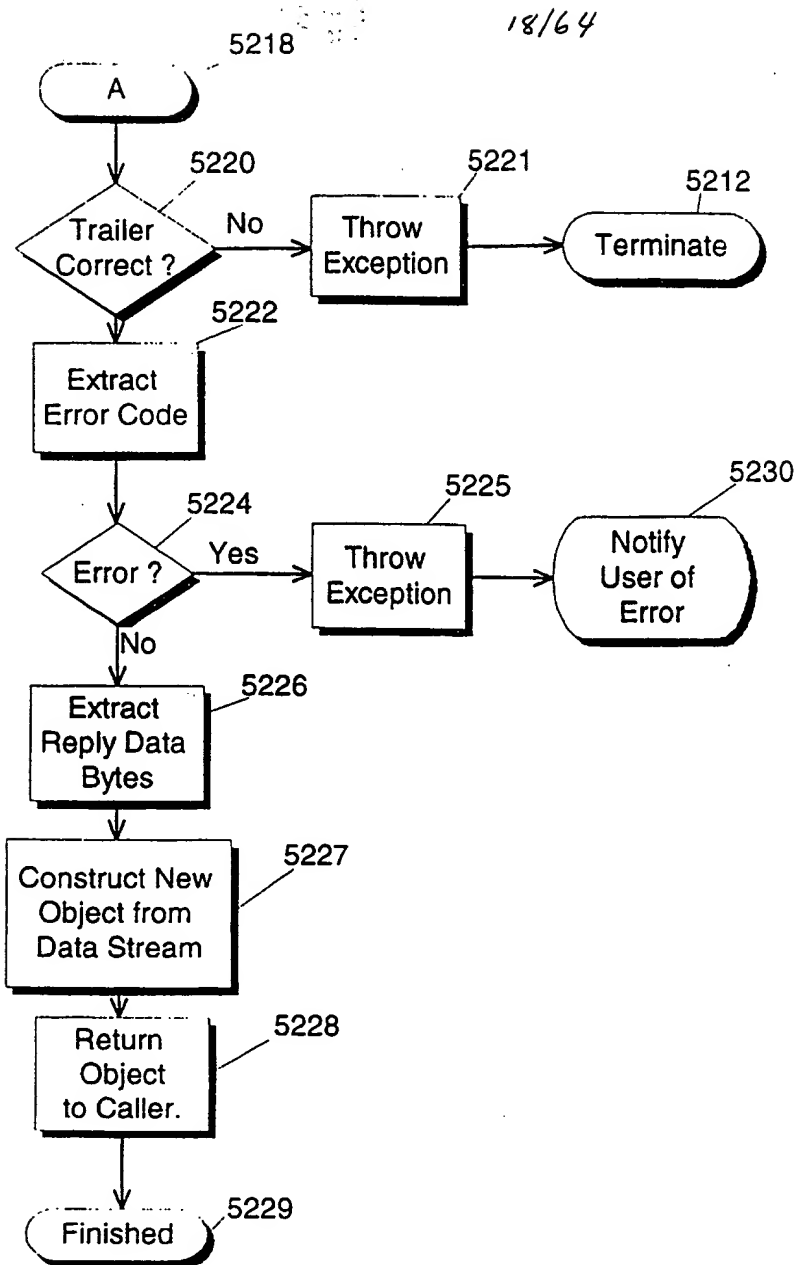 18/64
5218
A
5220
5221
5212
Trailer
Correct ?
No
Throw
Exception
Terminate
5222
Extract
Error Code
5224
5225
5230
Error ?
Yes
Throw
Exception
Notify
User of
Error
No
5226
Extract
Reply Data
Bytes
5227
Construct New
Object from
Data Stream
5228
Return
Object
to Caller.
5229
Finished